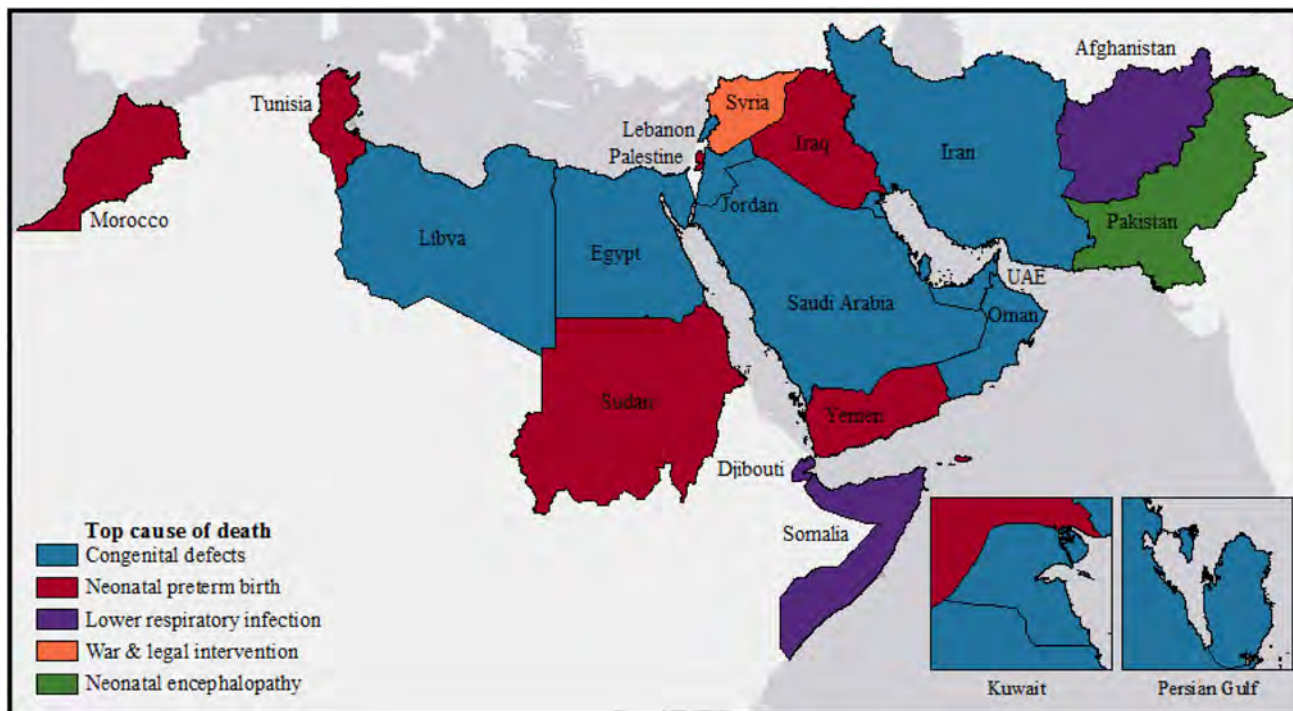 Afghanistan
Tunisia
Syria
Lebanon
Palestine
Iraq
Iran
Jordan
Morocco
Libya
Egypt
Pakistan
UAE
Saudi Arabia
Oman
Sudan
Yemen
Djibouti
Somalia
Top cause of death
Congenital defects
Neonatal preterm birth
Lower respiratory infection
War & legal intervention
Neonatal encephalopathy
Kuwait
Persian Gulf